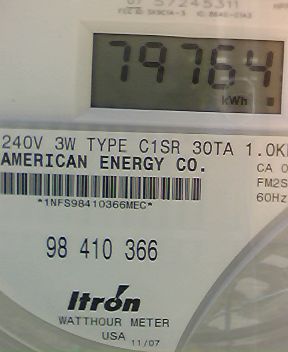 57245311
79764
kWh
240V 3W TYPE C1SR 30TA 1.0K
AMERICAN ENERGY CO.
CA 0
FM2S
60Hz
*1NFS98410366MEC*
98 410 366
Itron
WATTHOUR METER
USA 11/07